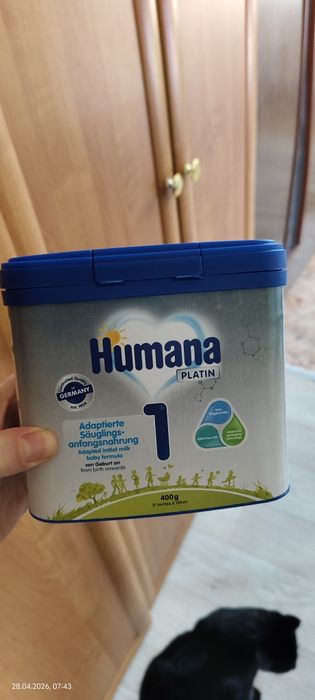 Humana
PLATIN
GERMANY
1
Adaptierte
Säuglings-
anfangsnahrung
Adapted initial milk
baby formula
von Geburt an
from birth onwards
400g
28.04.2026, 07:43